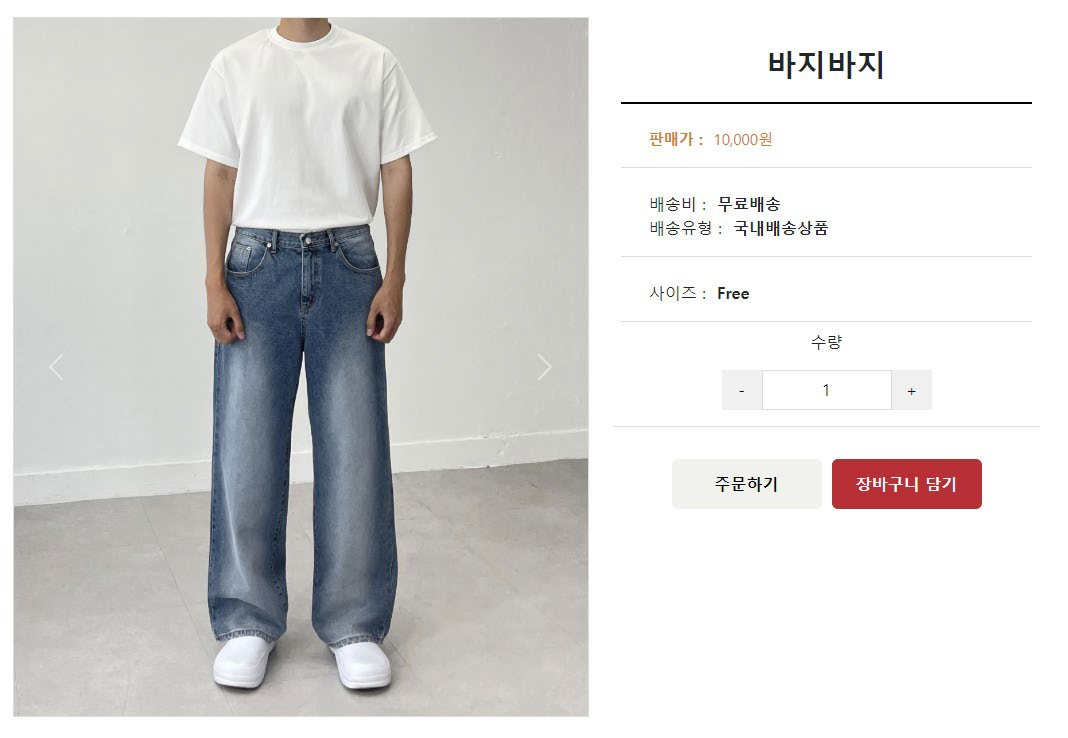 바지바지
판매가 : 10,000원
배송비 : 무료배송
배송유형 : 국내배송상품
사이즈 : Free
수량
- 1 +
주문하기 장바구니 담기